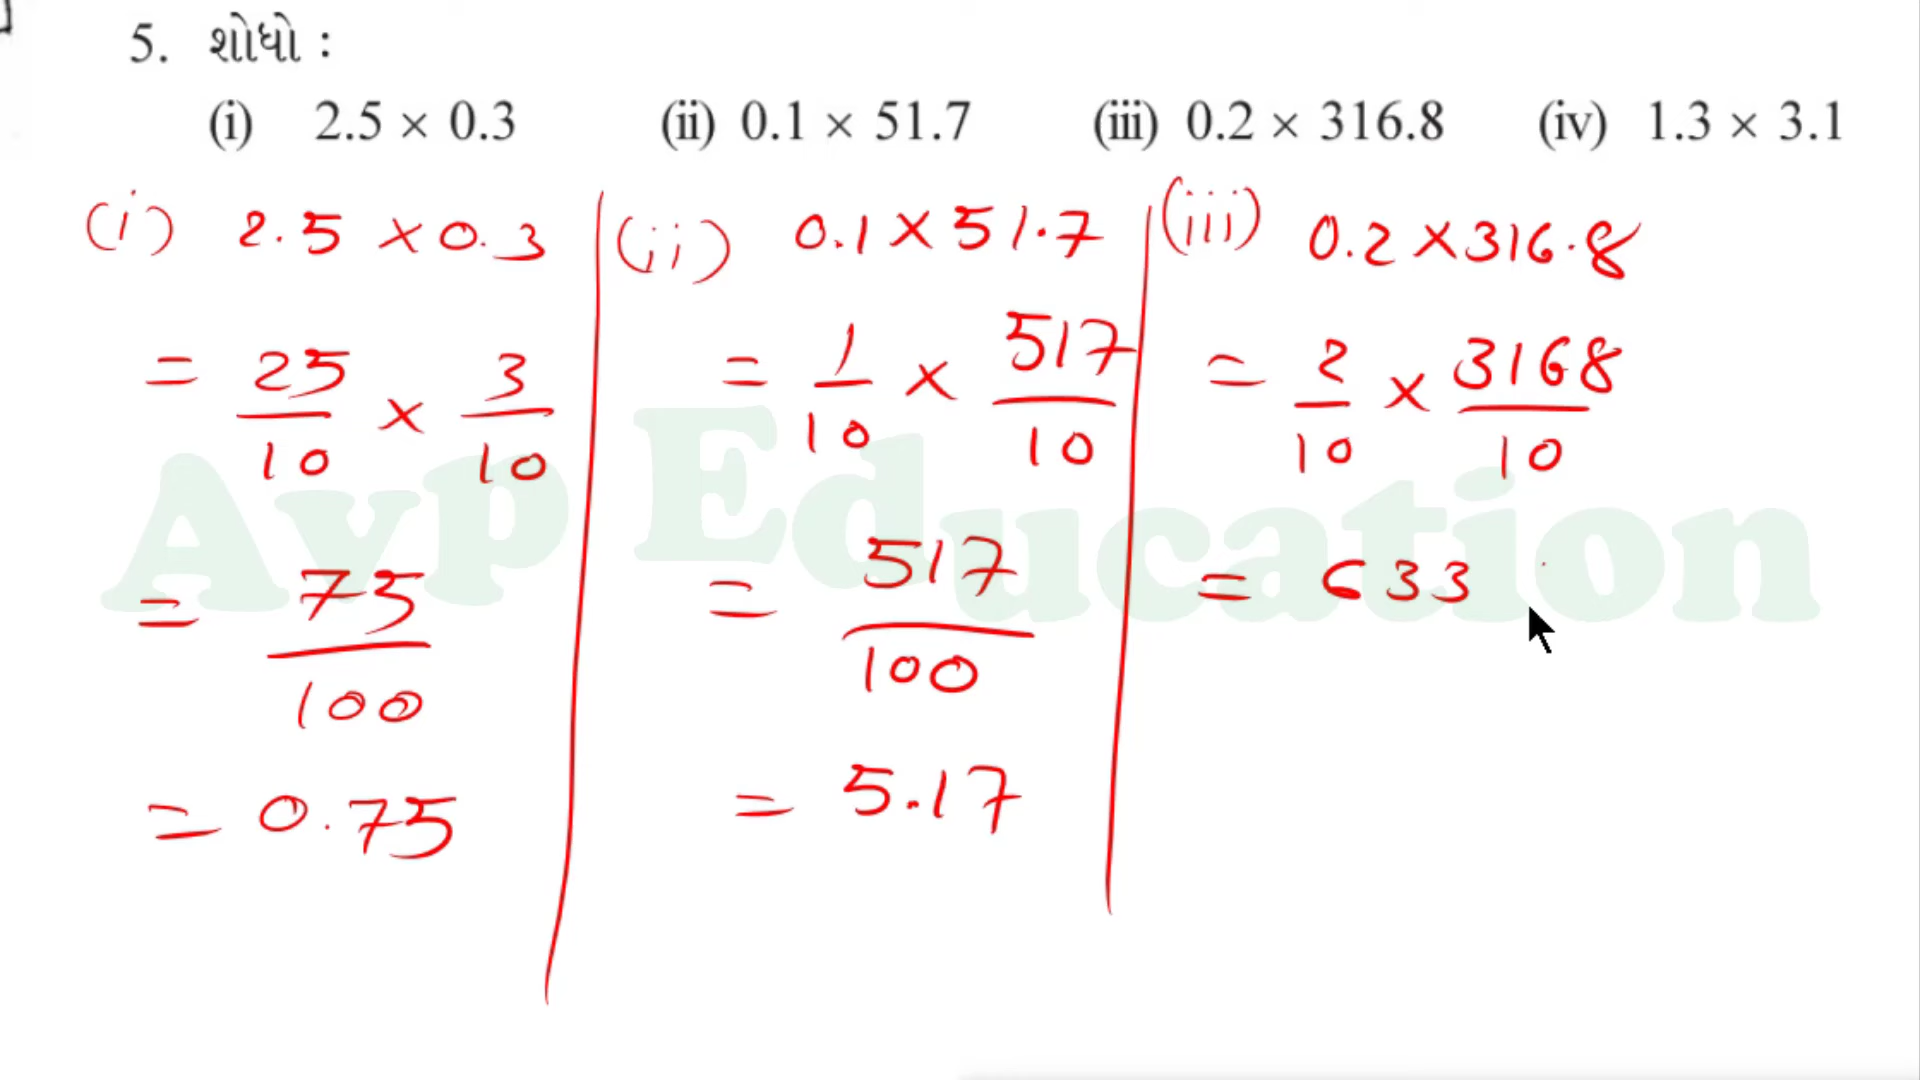 5. શોધો :
(i) 2.5 × 0.3 (ii) 0.1 × 51.7 (iii) 0.2 × 316.8 (iv) 1.3 × 3.1
(i) 2.5 × 0.3
= 25/10 × 3/10
= 75/100
= 0.75
(ii) 0.1 × 51.7
= 1/10 × 517/10
= 517/100
= 5.17
(iii) 0.2 × 316.8
= 2/10 × 3168/10
= 633
Avp Education